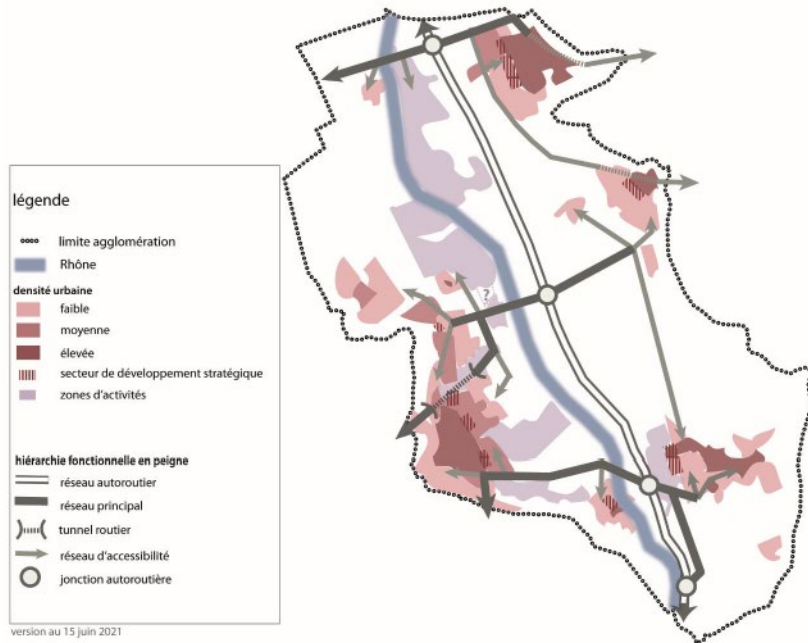 ?
légende
limite agglomération
Rhône
densité urbaine
faible
moyenne
élevée
secteur de développement stratégique
zones d'activités
hiérarchie fonctionnelle en peigne
réseau autoroutier
réseau principal
tunnel routier
réseau d'accessibilité
jonction autoroutière
version au 15 juin 2021